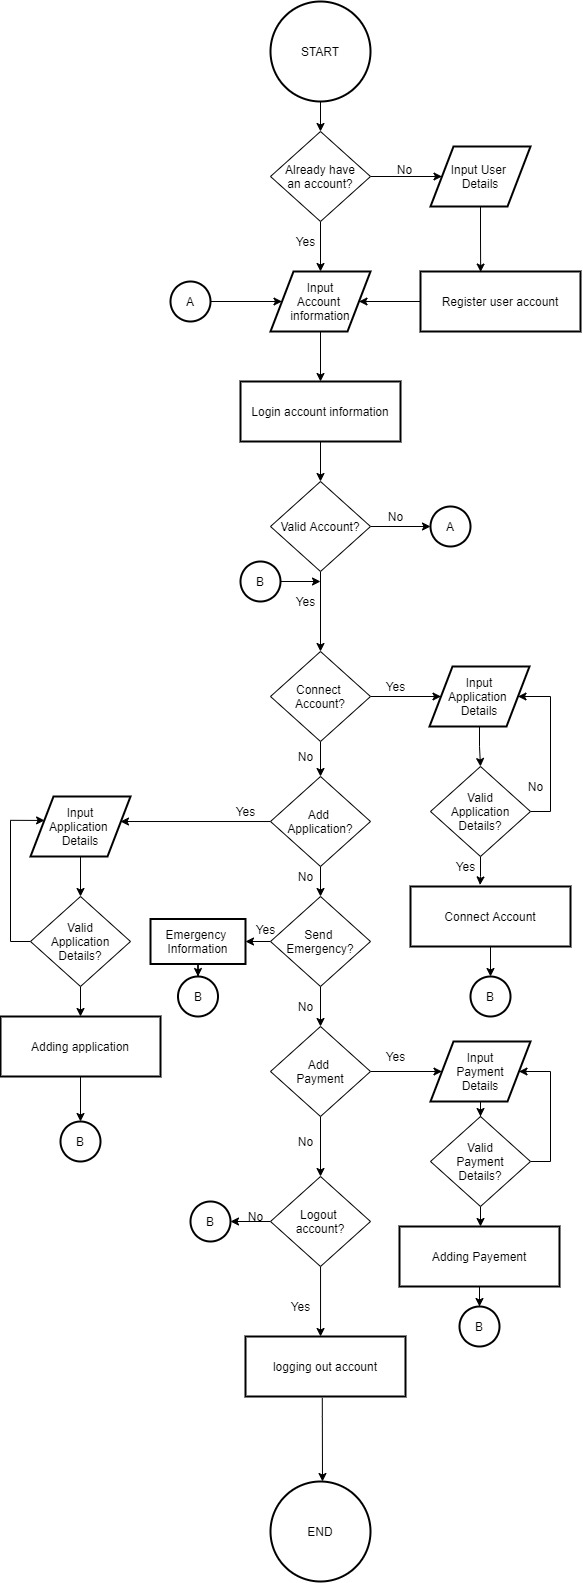 START
Already have
an account?
No
Input User
Details
Yes
A
Input
Account
information
Register user account
Login account information
Valid Account?
No
A
B
Yes
Connect
Account?
Yes
Input
Application
Details
No
No
Valid
Application
Details?
Yes
Connect Account
B
Add
Application?
Yes
Input
Application
Details
Valid
Application
Details?
Adding application
B
No
Send
Emergency?
Yes
Emergency
Information
B
No
Add
Payment
Yes
Input
Payment
Details
Valid
Payment
Details?
Adding Payement
B
No
Logout
account?
No
B
Yes
logging out account
END